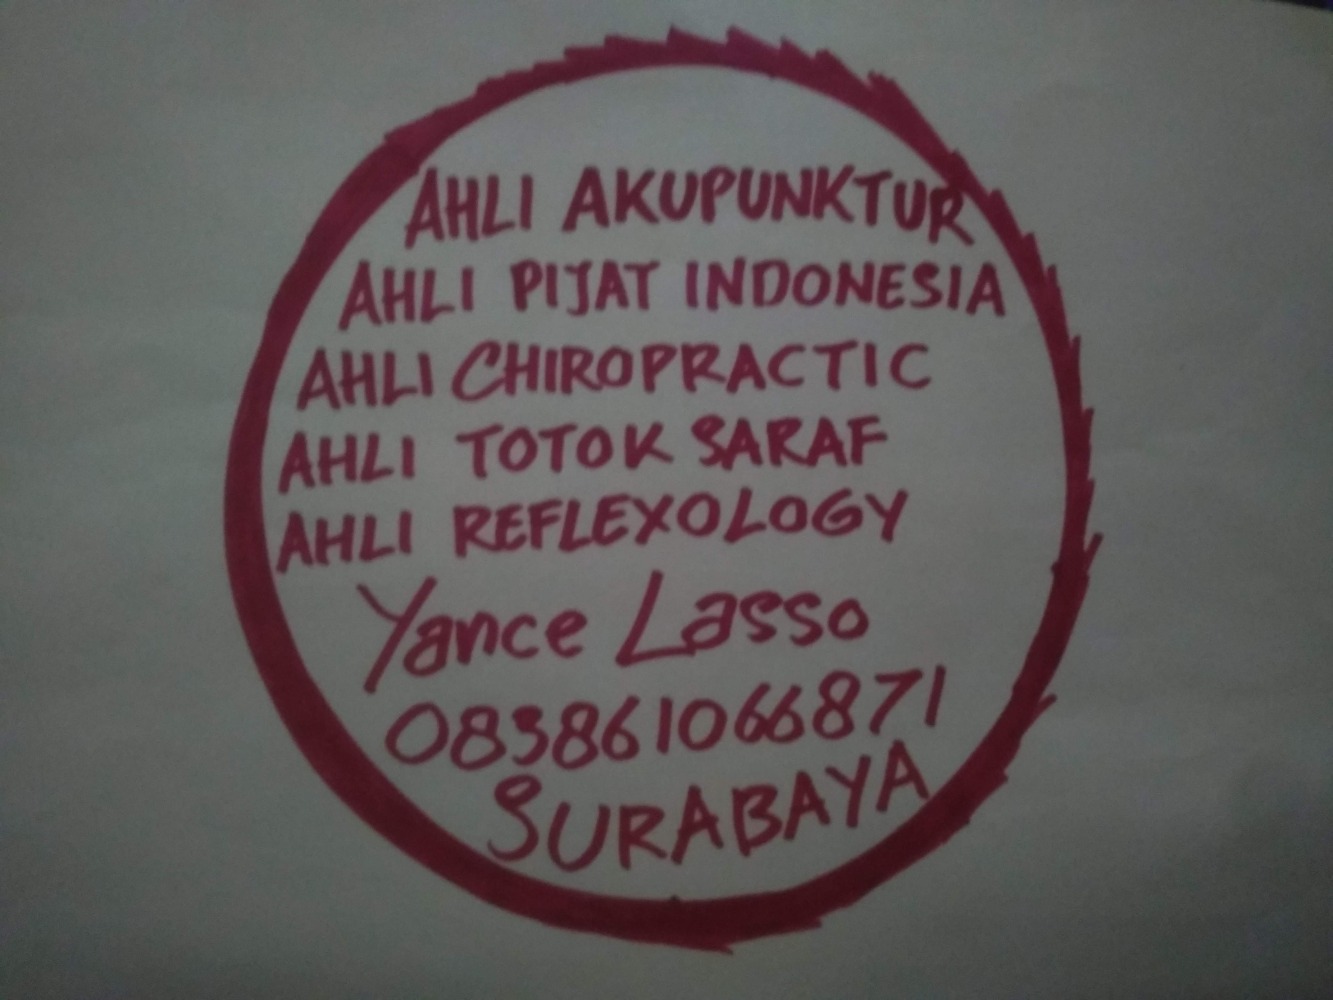 AHLI AKUPUNKTUR
AHLI PIJAT INDONESIA
AHLI CHIROPRACTIC
AHLI TOTOK SARAF
AHLI REFLEXOLOGY
Yance Lasso
083861066871
SURABAYA